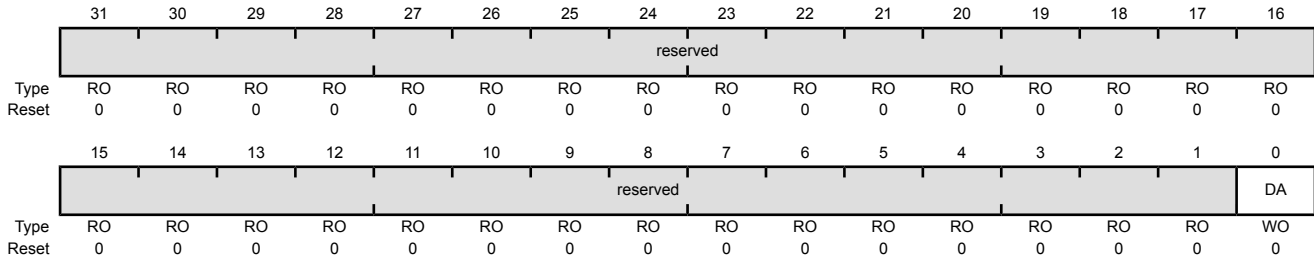 31 30 29 28 27 26 25 24 23 22 21 20 19 18 17 16
reserved
Type RO RO RO RO RO RO RO RO RO RO RO RO RO RO RO RO
Reset 0 0 0 0 0 0 0 0 0 0 0 0 0 0 0 0
15 14 13 12 11 10 9 8 7 6 5 4 3 2 1 0
reserved DA
Type RO RO RO RO RO RO RO RO RO RO RO RO RO RO RO WO
Reset 0 0 0 0 0 0 0 0 0 0 0 0 0 0 0 0